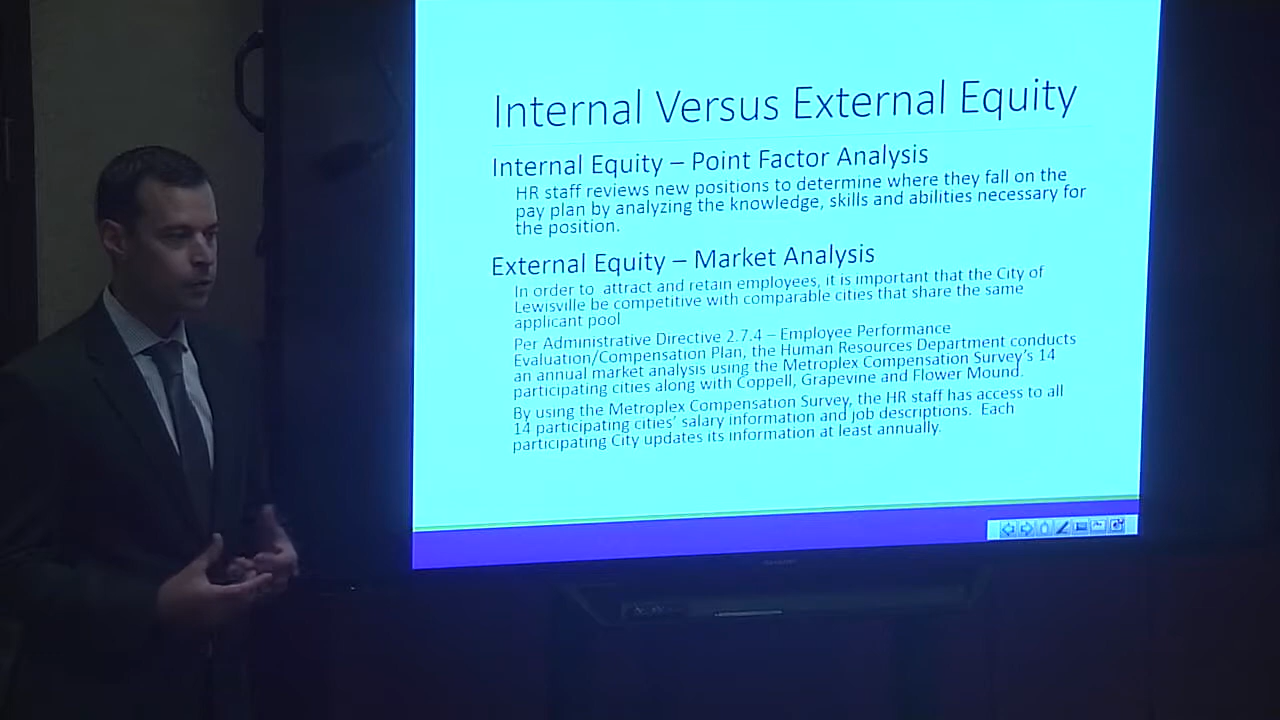 Internal Versus External Equity
Internal Equity – Point Factor Analysis
HR staff reviews new positions to determine where they fall on the
pay plan by analyzing the knowledge, skills and abilities necessary for
the position.
External Equity – Market Analysis
In order to attract and retain employees, it is important that the City of
Lewisville be competitive with comparable cities that share the same
applicant pool
Per Administrative Directive 2.7.4 – Employee Performance
Evaluation/Compensation Plan, the Human Resources Department conducts
an annual market analysis using the Metroplex Compensation Survey's 14
participating cities along with Coppell, Grapevine and Flower Mound.
By using the Metroplex Compensation Survey, the HR staff has access to all
14 participating cities' salary information and job descriptions. Each
participating City updates its information at least annually.